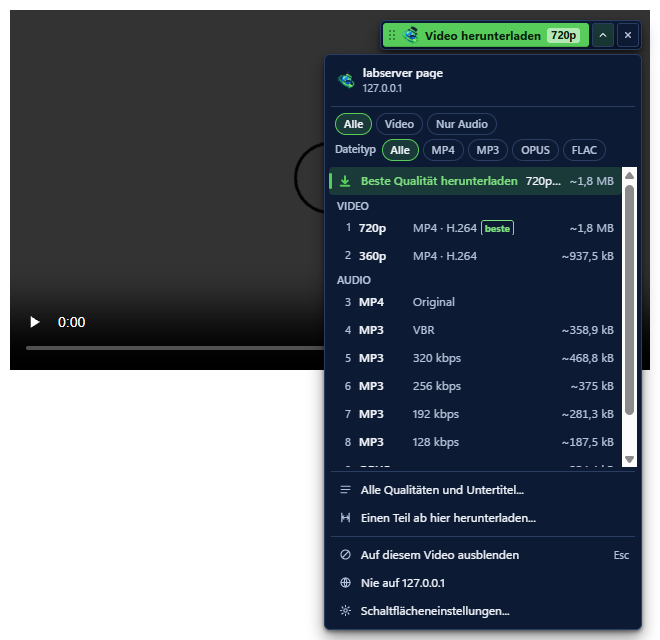 Video herunterladen 720p
labserver page
127.0.0.1
Alle Video Nur Audio
Dateityp Alle MP4 MP3 OPUS FLAC
Beste Qualität herunterladen 720p... ~1,8 MB
VIDEO
1 720p MP4 · H.264 beste ~1,8 MB
2 360p MP4 · H.264 ~937,5 kB
AUDIO
3 MP4 Original
4 MP3 VBR ~358,9 kB
5 MP3 320 kbps ~468,8 kB
6 MP3 256 kbps ~375 kB
7 MP3 192 kbps ~281,3 kB
8 MP3 128 kbps ~187,5 kB
0:00
Alle Qualitäten und Untertitel...
Einen Teil ab hier herunterladen...
Auf diesem Video ausblenden Esc
Nie auf 127.0.0.1
Schaltflächeneinstellungen...